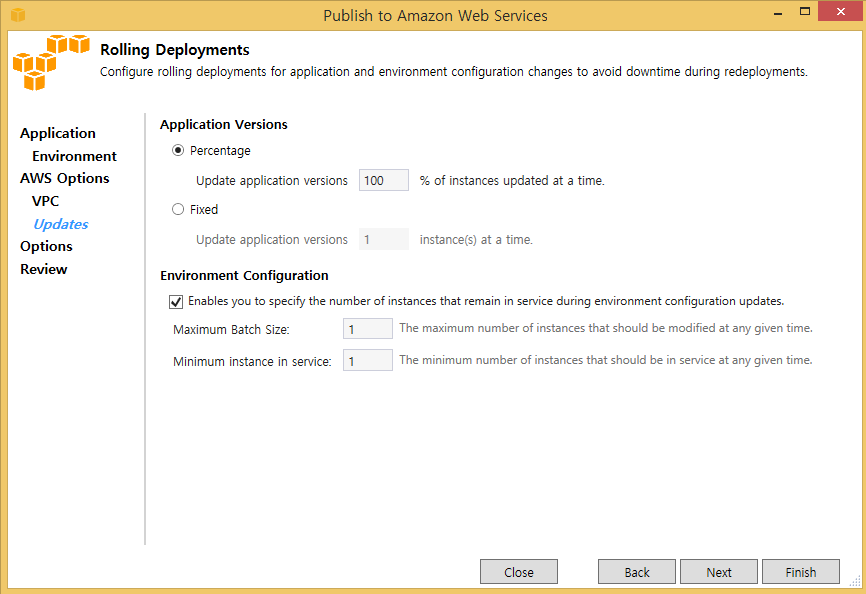 Publish to Amazon Web Services
Rolling Deployments
Configure rolling deployments for application and environment configuration changes to avoid downtime during redeployments.
Application
Environment
AWS Options
VPC
Updates
Options
Review
Application Versions
Percentage
Update application versions 100 % of instances updated at a time.
Fixed
Update application versions 1 instance(s) at a time.
Environment Configuration
Enables you to specify the number of instances that remain in service during environment configuration updates.
Maximum Batch Size: 1 The maximum number of instances that should be modified at any given time.
Minimum instance in service: 1 The minimum number of instances that should be in service at any given time.
Close Back Next Finish